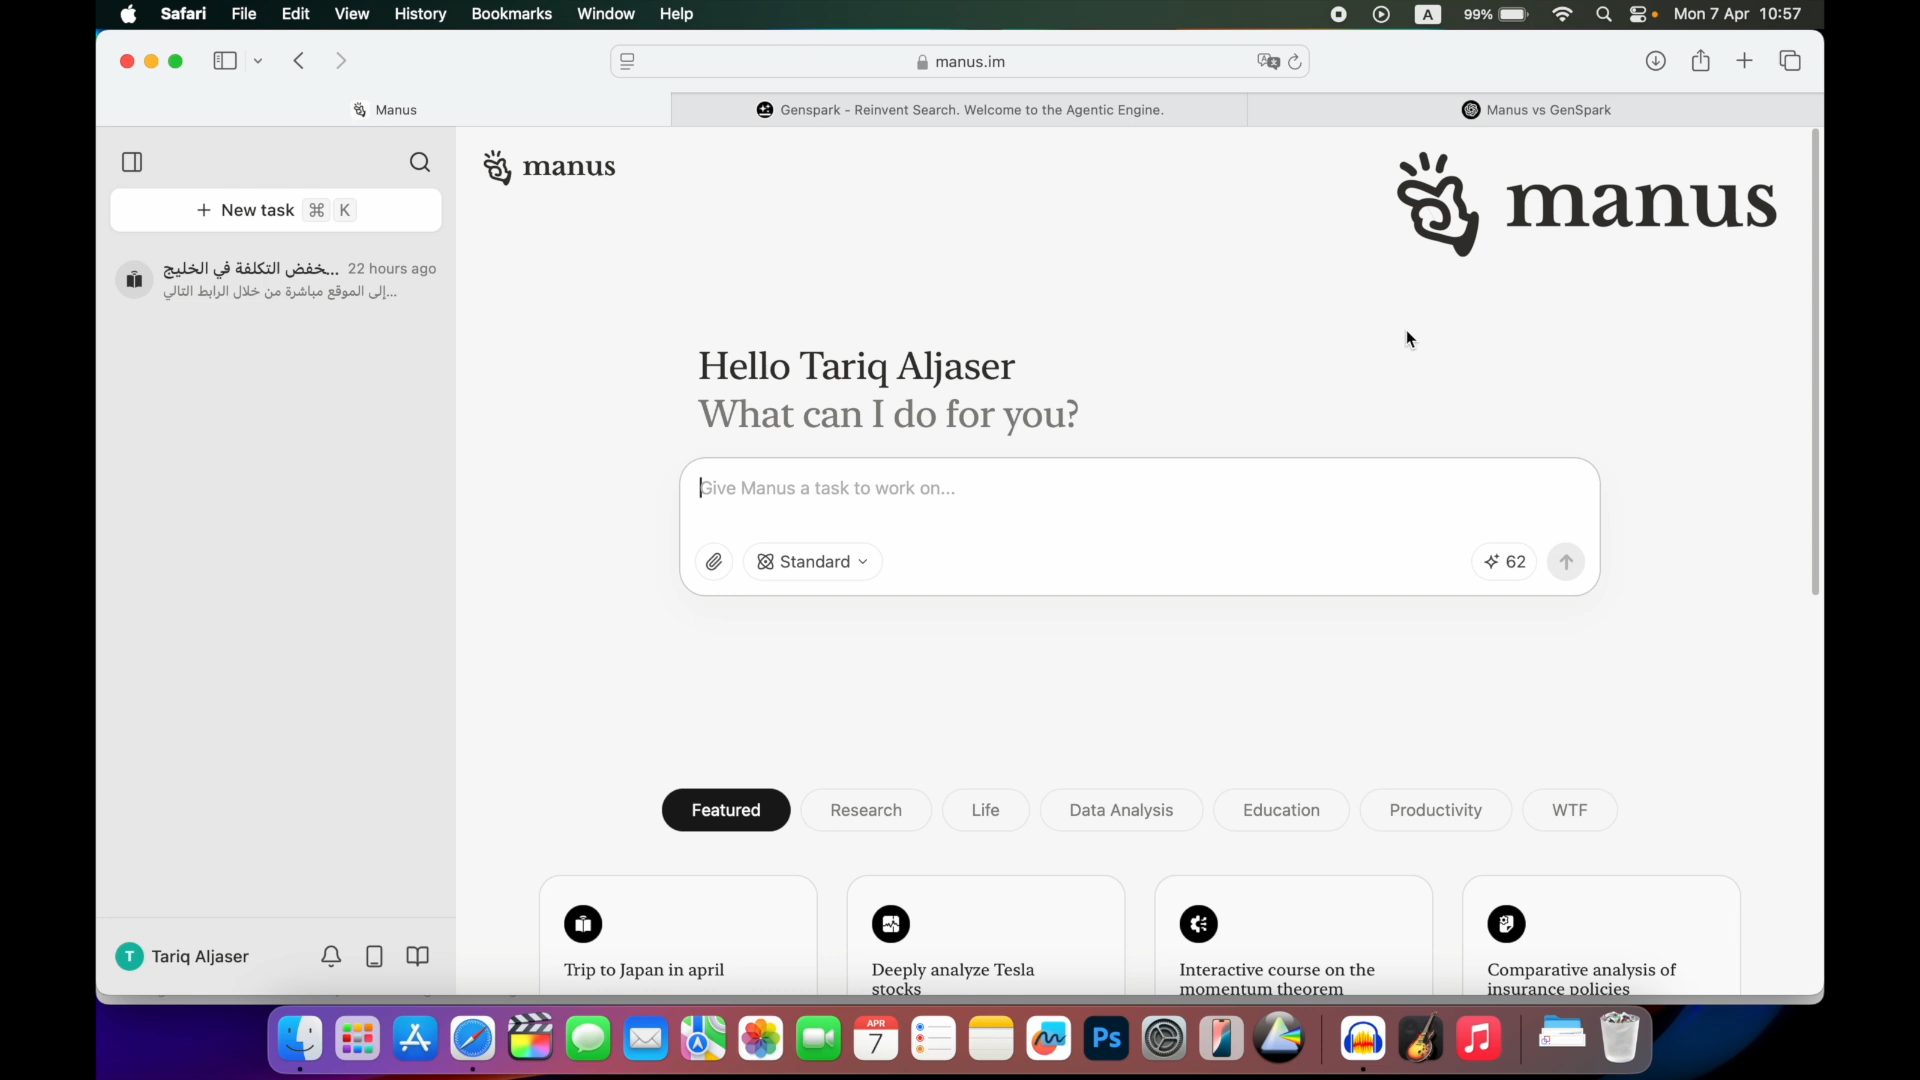 Safari File Edit View History Bookmarks Window Help
A 99% Mon 7 Apr 10:57
manus.im
Manus
Genspark - Reinvent Search. Welcome to the Agentic Engine.
Manus vs GenSpark
+ New task ⌘ K
خفض التكلفة في الخليج... 22 hours ago
إلى الموقع مباشرة من خلال الرابط التالي...
manus
manus
Hello Tariq Aljaser
What can I do for you?
Give Manus a task to work on...
Standard
62
Featured Research Life Data Analysis Education Productivity WTF
Trip to Japan in april
Deeply analyze Tesla
stocks
Interactive course on the
momentum theorem
Comparative analysis of
insurance policies
T Tariq Aljaser
APR
7
Ps